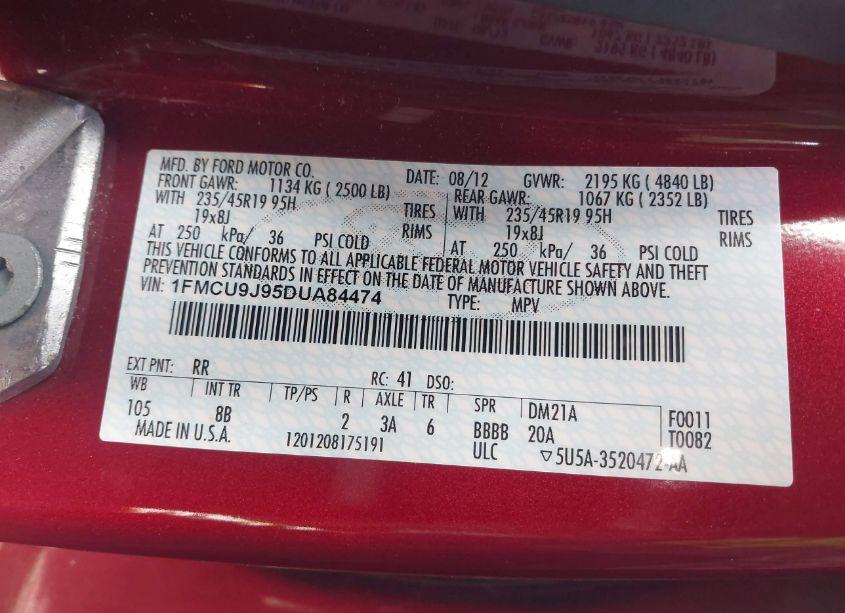 MFD. BY FORD MOTOR CO. DATE: 08/12 GVWR: 2195 KG ( 4840 LB)
FRONT GAWR: 1134 KG ( 2500 LB) REAR GAWR: 1067 KG ( 2352 LB)
WITH 235/45R19 95H TIRES WITH 235/45R19 95H TIRES
19x8J RIMS 19x8J RIMS
AT 250 kPa/ 36 PSI COLD AT 250 kPa/ 36 PSI COLD
THIS VEHICLE CONFORMS TO ALL APPLICABLE FEDERAL MOTOR VEHICLE SAFETY AND THEFT
PREVENTION STANDARDS IN EFFECT ON THE DATE OF MANUFACTURE SHOWN ABOVE.
VIN: 1FMCU9J95DUA84474 TYPE: MPV
EXT PNT: RR RC: 41 DSO:
WB INT TR TP/PS R AXLE TR SPR DM21A F0011
105 8B 2 3A 6 BBBB 20A T0082
MADE IN U.S.A. 1201208175191 ULC ▽5U5A-3520472-AA